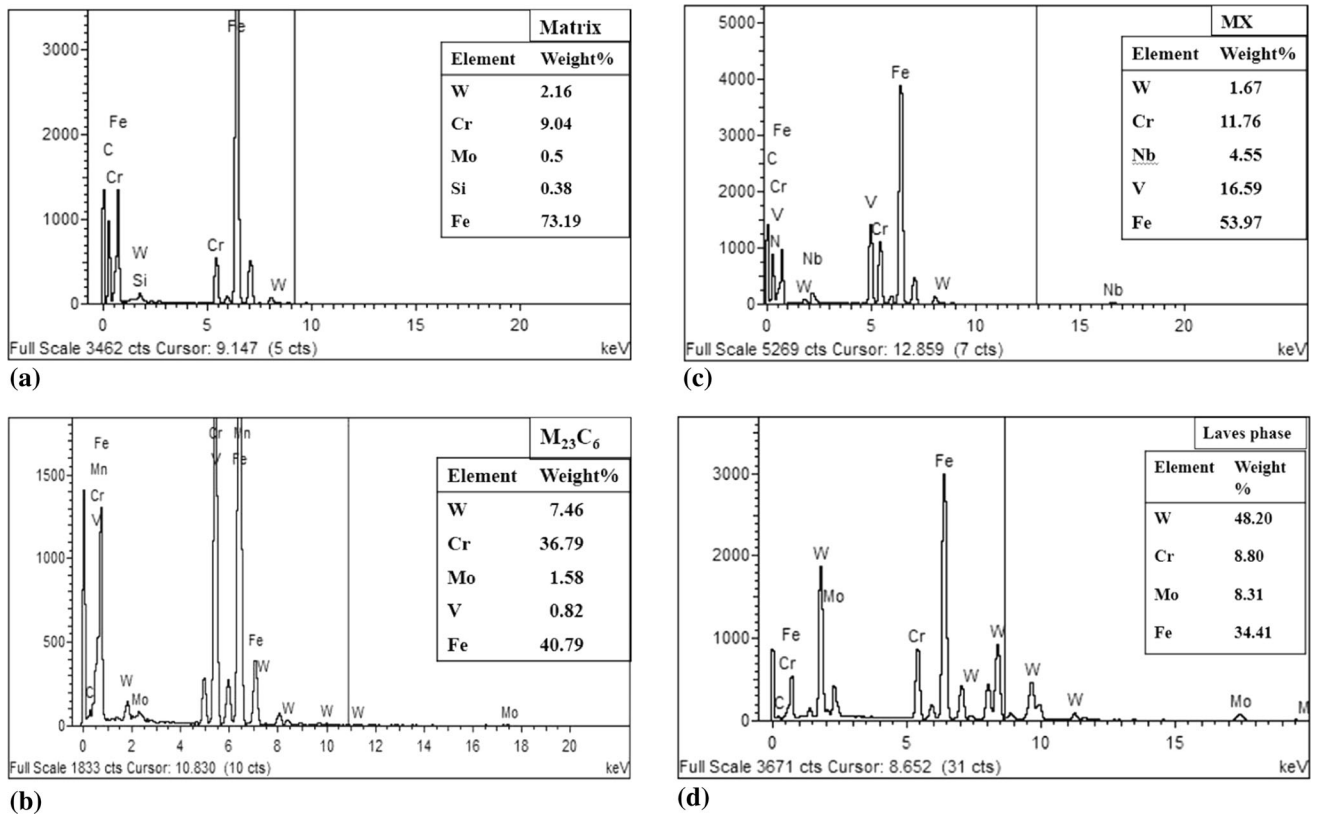 Matrix
Element Weight%
W 2.16
Cr 9.04
Mo 0.5
Si 0.38
Fe 73.19
Fe
3000
2000
1000
0
Fe
C
Cr
W
Si
Cr
W
0 5 10 15 20
Full Scale 3462 cts Cursor: 9.147 (5 cts) keV
(a)
MX
Element Weight%
W 1.67
Cr 11.76
Nb 4.55
V 16.59
Fe 53.97
5000
4000
3000
2000
1000
0
Fe
Fe
C
Cr
V
N
V
Cr
Nb
W
W
Nb
0 5 10 15 20
Full Scale 5269 cts Cursor: 12.859 (7 cts) keV
(c)
M23C6
Element Weight%
W 7.46
Cr 36.79
Mo 1.58
V 0.82
Fe 40.79
1500
1000
500
0
Fe
Mn
Cr
V
Cr
V
Mn
Fe
Fe
W
C
W
Mo
W
W
W
Mo
0 2 4 6 8 10 12 14 16 18 20
Full Scale 1833 cts Cursor: 10.830 (10 cts) keV
(b)
Laves phase
Element Weight
%
W 48.20
Cr 8.80
Mo 8.31
Fe 34.41
3000
2000
1000
0
Fe
W
Mo
Fe
Cr
C
Cr
W
W
W
W
Mo
M
0 5 10 15
Full Scale 3671 cts Cursor: 8.652 (31 cts) keV
(d)